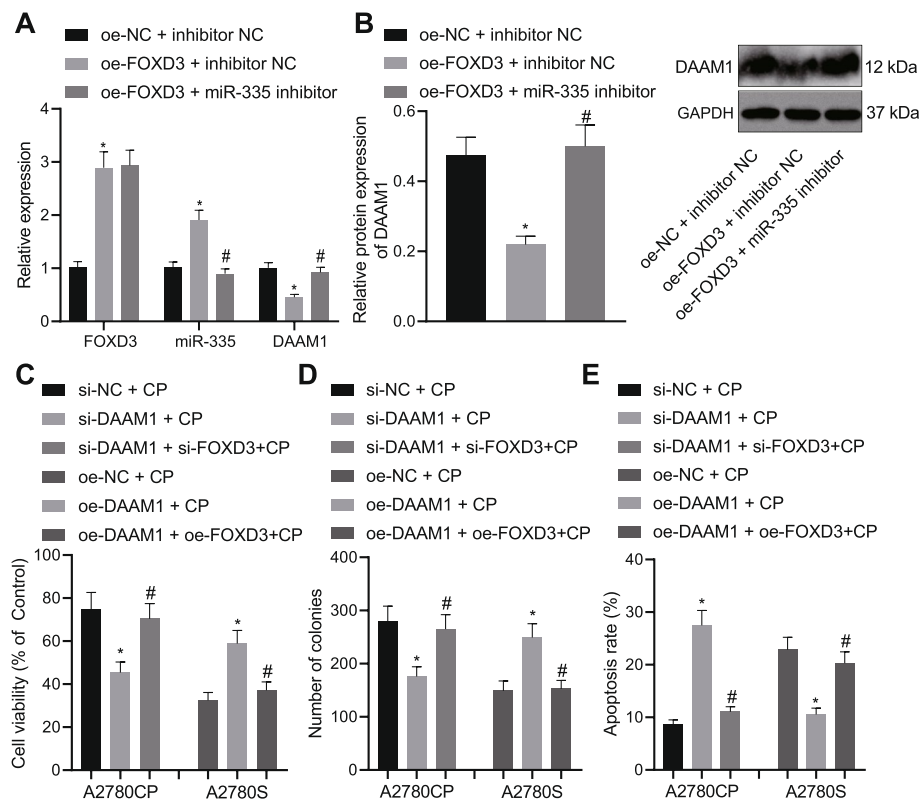 A
oe-NC + inhibitor NC
oe-FOXD3 + inhibitor NC
oe-FOXD3 + miR-335 inhibitor
Relative expression
4
3
2
1
0
*
*
#
*
#
FOXD3 miR-335 DAAM1
B
oe-NC + inhibitor NC
oe-FOXD3 + inhibitor NC
oe-FOXD3 + miR-335 inhibitor
Relative protein expression
of DAAM1
0.6
0.4
0.2
0.0
*
#
DAAM1 12 kDa
GAPDH 37 kDa
oe-NC + inhibitor NC
oe-FOXD3 + inhibitor NC
oe-FOXD3 + miR-335 inhibitor
C
si-NC + CP
si-DAAM1 + CP
si-DAAM1 + si-FOXD3+CP
oe-NC + CP
oe-DAAM1 + CP
oe-DAAM1 + oe-FOXD3+CP
Cell viability (% of Control)
100
80
60
40
20
0
*
#
*
#
A2780CP A2780S
D
si-NC + CP
si-DAAM1 + CP
si-DAAM1 + si-FOXD3+CP
oe-NC + CP
oe-DAAM1 + CP
oe-DAAM1 + oe-FOXD3+CP
Number of colonies
400
300
200
100
0
*
#
*
#
A2780CP A2780S
E
si-NC + CP
si-DAAM1 + CP
si-DAAM1 + si-FOXD3+CP
oe-NC + CP
oe-DAAM1 + CP
oe-DAAM1 + oe-FOXD3+CP
Apoptosis rate (%)
40
30
20
10
0
*
#
*
#
A2780CP A2780S